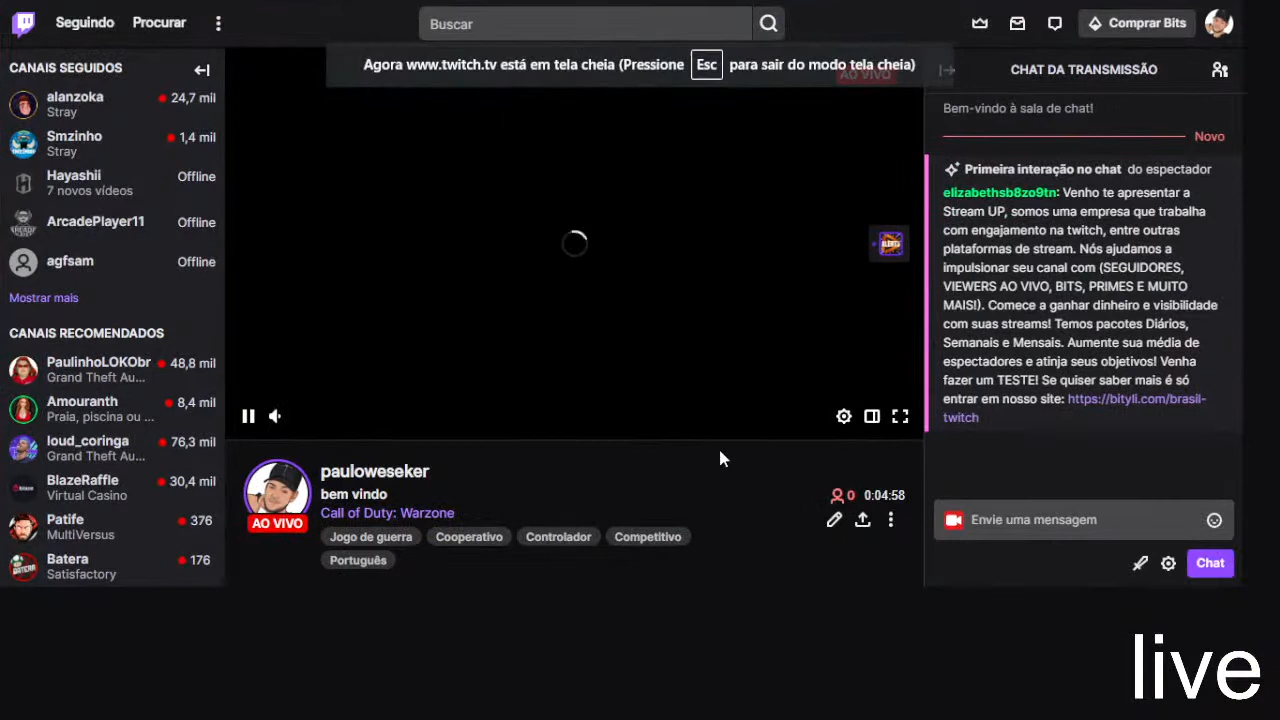 Seguindo
Procurar
Buscar
Comprar Bits
Agora www.twitch.tv está em tela cheia (Pressione Esc para sair do modo tela cheia)
AO VIVO
CANAIS SEGUIDOS
alanzoka 24,7 mil
Stray
Smzinho 1,4 mil
Stray
Hayashii Offline
7 novos vídeos
ArcadePlayer11 Offline
agfsam Offline
Mostrar mais
CANAIS RECOMENDADOS
PaulinhoLOKObr 48,8 mil
Grand Theft Au...
Amouranth 8,4 mil
Praia, piscina ou ...
loud_coringa 76,3 mil
Grand Theft Au...
BlazeRaffle 30,4 mil
Virtual Casino
Patife 376
MultiVersus
Batera 176
Satisfactory
pauloweseker
bem vindo
Call of Duty: Warzone
AO VIVO
Jogo de guerra
Cooperativo
Controlador
Competitivo
Português
0 0:04:58
CHAT DA TRANSMISSÃO
Bem-vindo à sala de chat!
Novo
Primeira interação no chat do espectador
elizabethsb8zo9tn: Venho te apresentar a
Stream UP, somos uma empresa que trabalha
com engajamento na twitch, entre outras
plataformas de stream. Nós ajudamos a
impulsionar seu canal com (SEGUIDORES,
VIEWERS AO VIVO, BITS, PRIMES E MUITO
MAIS!). Comece a ganhar dinheiro e visibilidade
com suas streams! Temos pacotes Diários,
Semanais e Mensais. Aumente sua média de
espectadores e atinja seus objetivos! Venha
fazer um TESTE! Se quiser saber mais é só
entrar em nosso site: https://bityli.com/brasil-
twitch
Envie uma mensagem
Chat
live